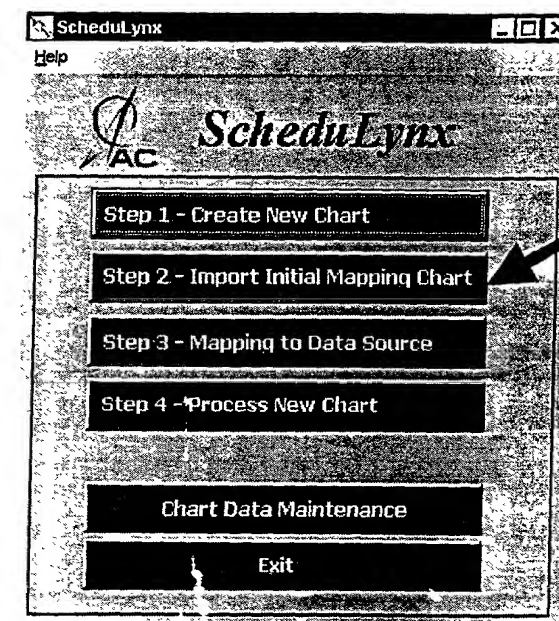 ScheduLynx
Help
AC
ScheduLynx
Step 1 - Create New Chart
Step 2 - Import Initial Mapping Chart
Step 3 - Mapping to Data Source
Step 4 - Process New Chart
Chart Data Maintenance
Exit